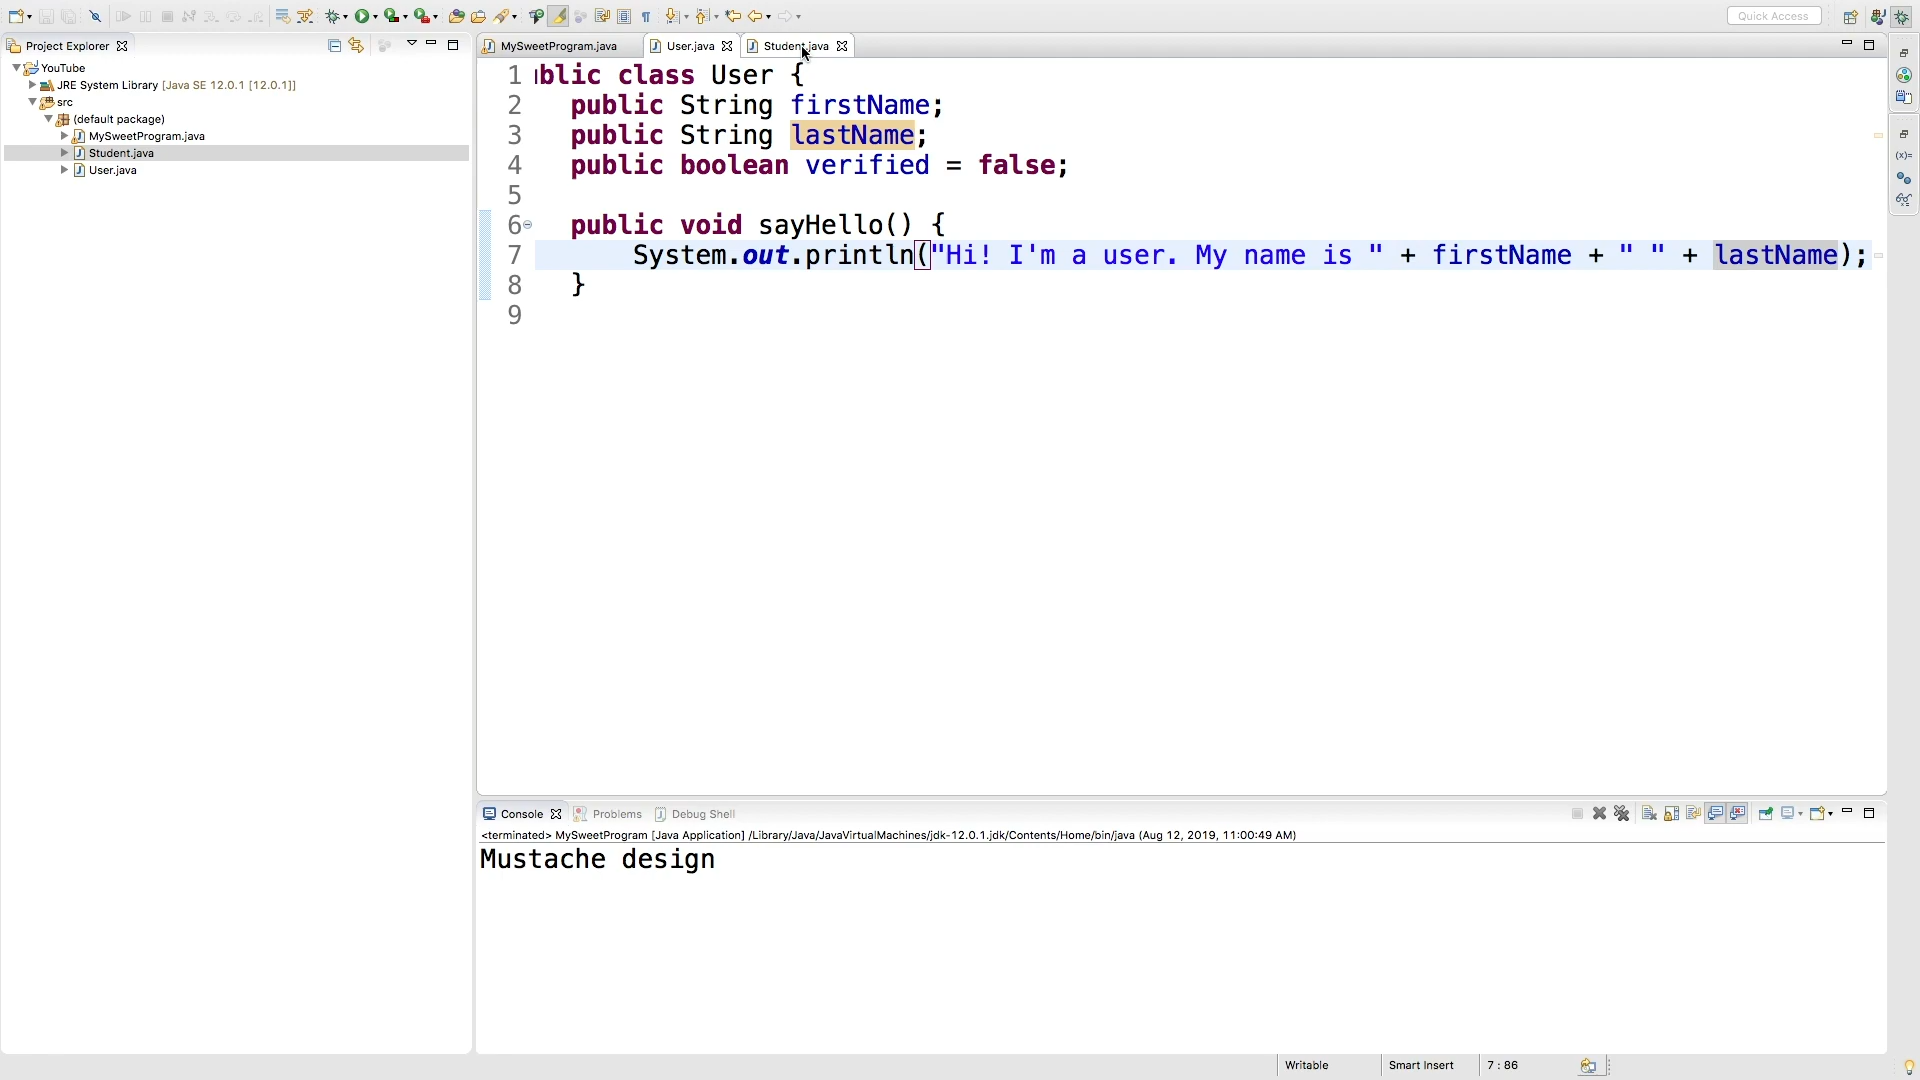 Quick Access
Project Explorer
YouTube
JRE System Library [Java SE 12.0.1 [12.0.1]]
src
(default package)
MySweetProgram.java
Student.java
User.java
MySweetProgram.java
User.java
Student.java
1 blic class User {
2 public String firstName;
3 public String lastName;
4 public boolean verified = false;
5
6 public void sayHello() {
7 System.out.println("Hi! I'm a user. My name is " + firstName + " " + lastName);
8 }
9
Console
Problems
Debug Shell
<terminated> MySweetProgram [Java Application] /Library/Java/JavaVirtualMachines/jdk-12.0.1.jdk/Contents/Home/bin/java (Aug 12, 2019, 11:00:49 AM)
Mustache design
Writable
Smart Insert
7 : 86